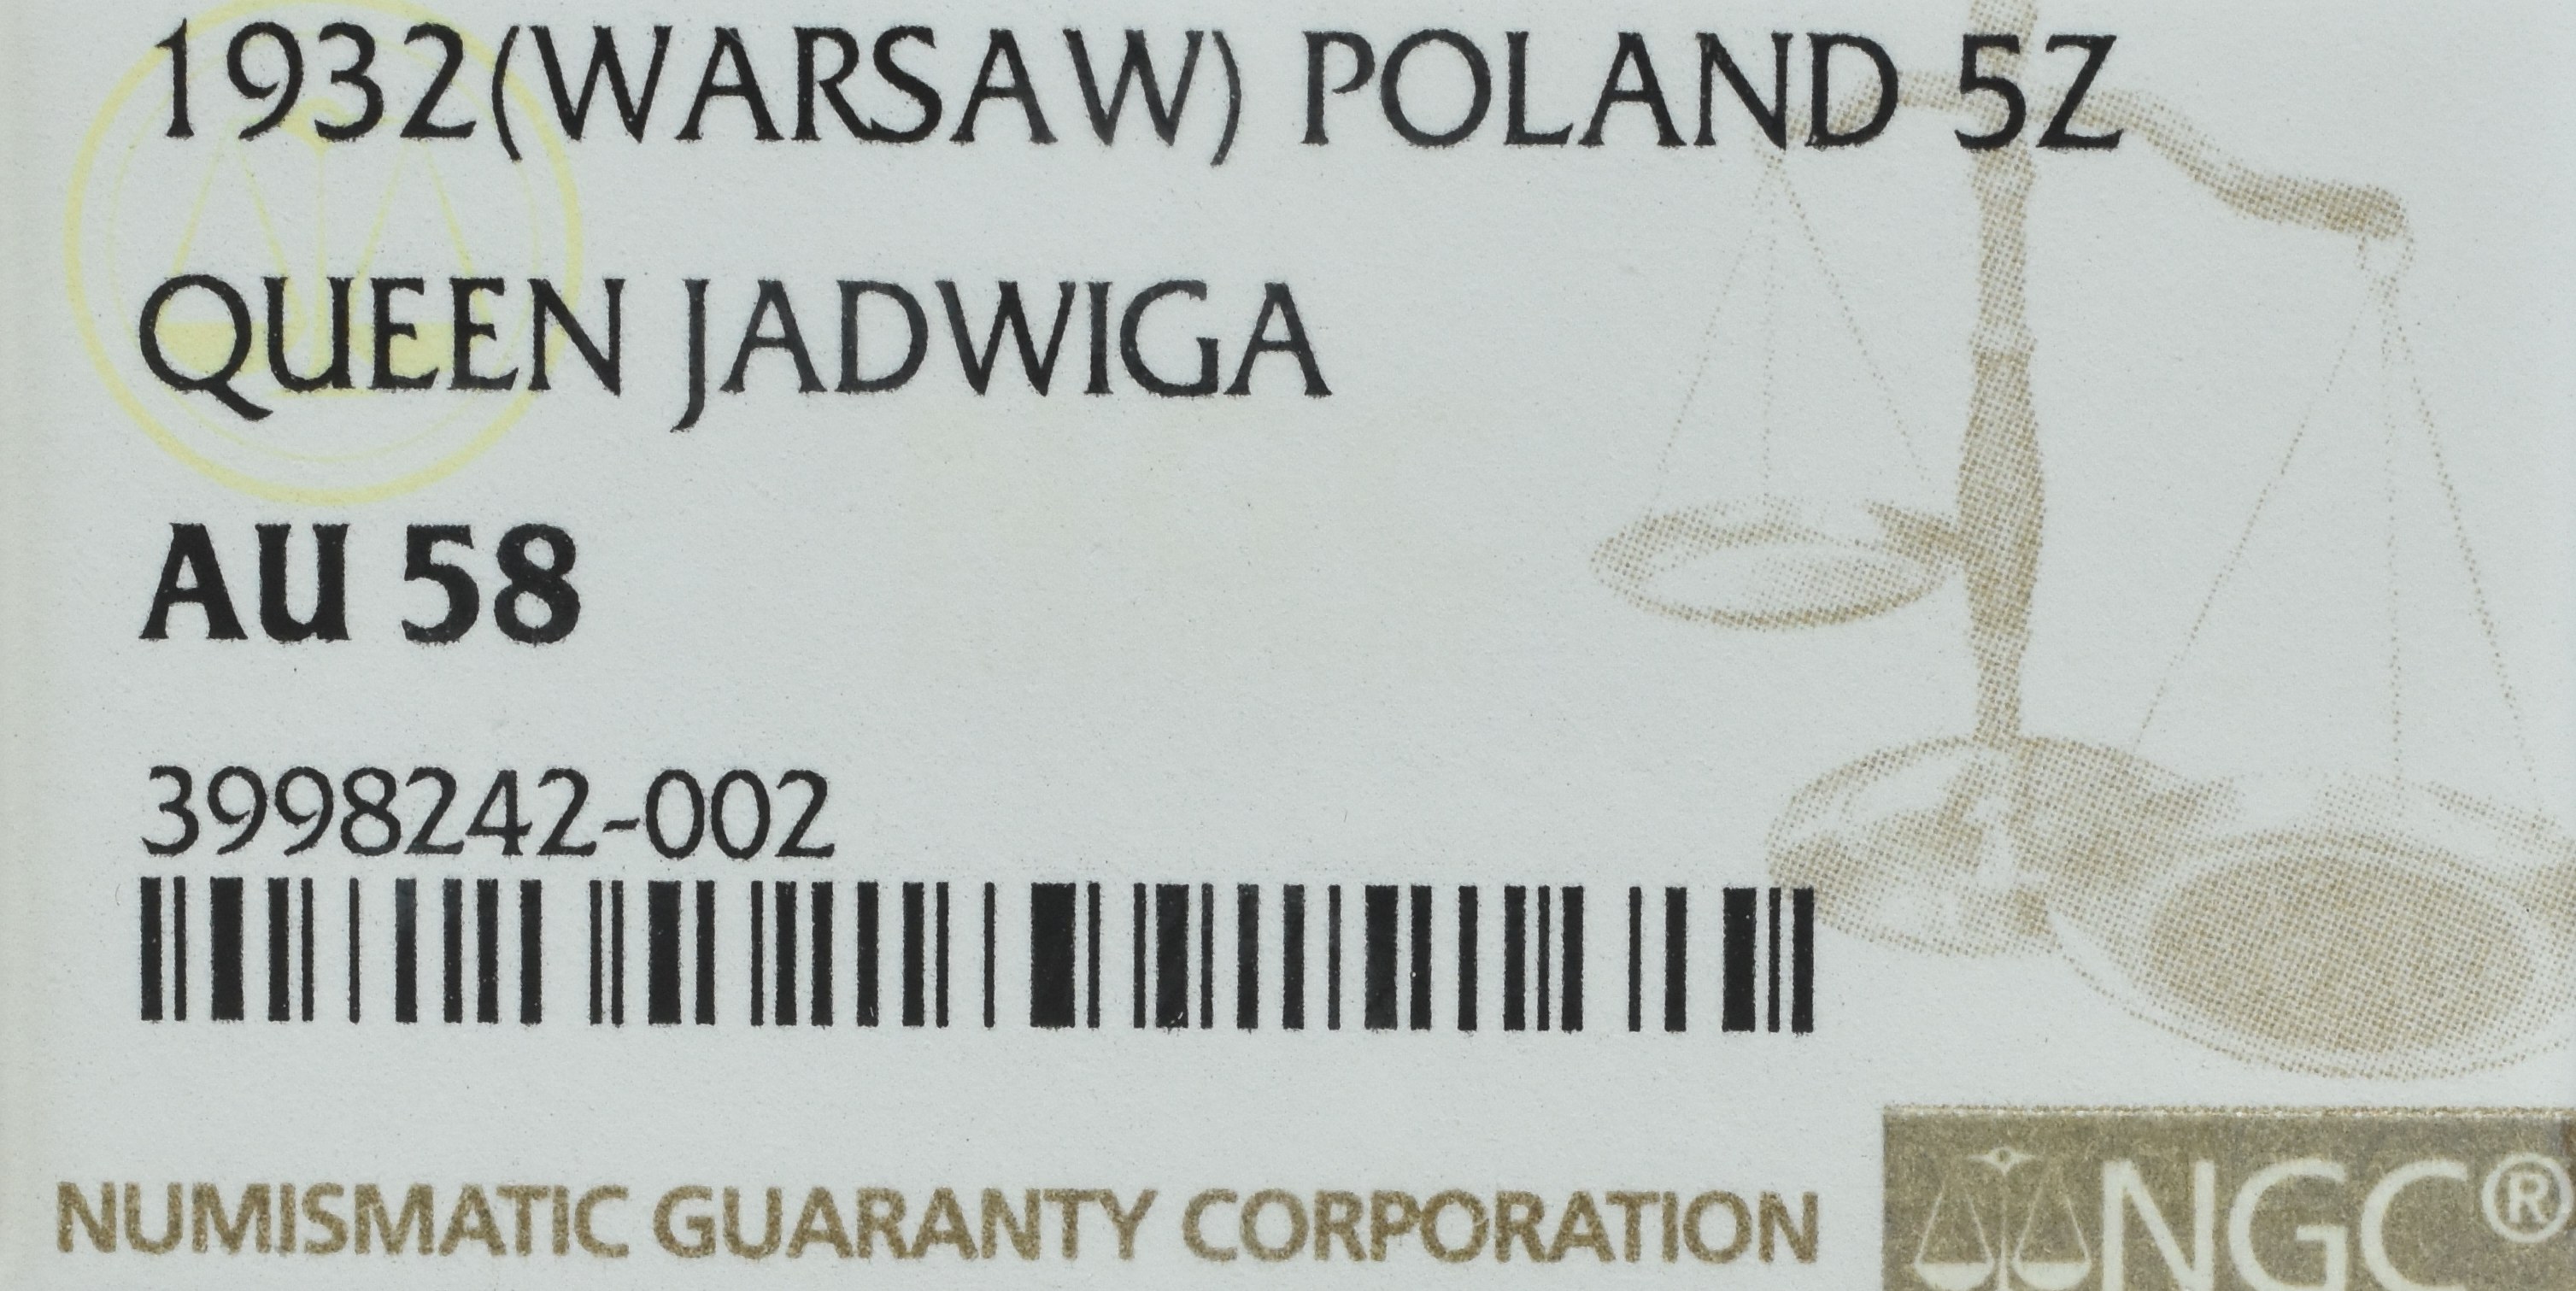 1932(WARSAW) POLAND 5Z
QUEEN JADWIGA
AU 58
3998242-002
NUMISMATIC GUARANTY CORPORATION
NGC®